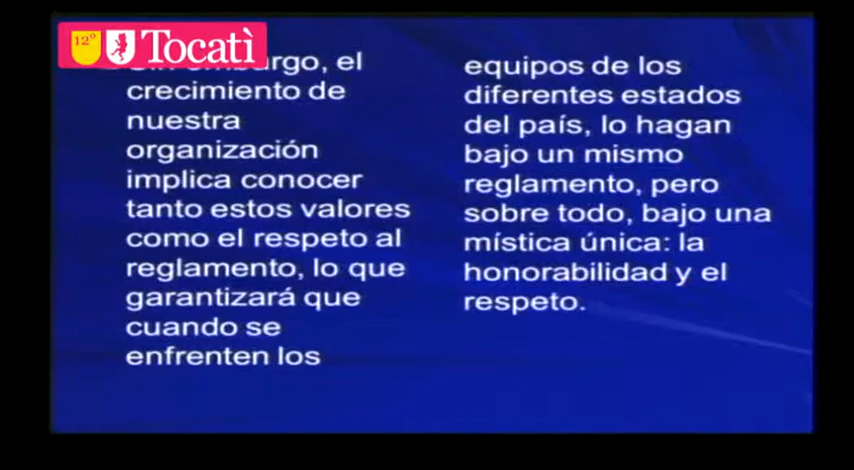 12º
Tocatì
Sin embargo, el
crecimiento de
nuestra
organización
implica conocer
tanto estos valores
como el respeto al
reglamento, lo que
garantizará que
cuando se
enfrenten los
equipos de los
diferentes estados
del país, lo hagan
bajo un mismo
reglamento, pero
sobre todo, bajo una
mística única: la
honorabilidad y el
respeto.